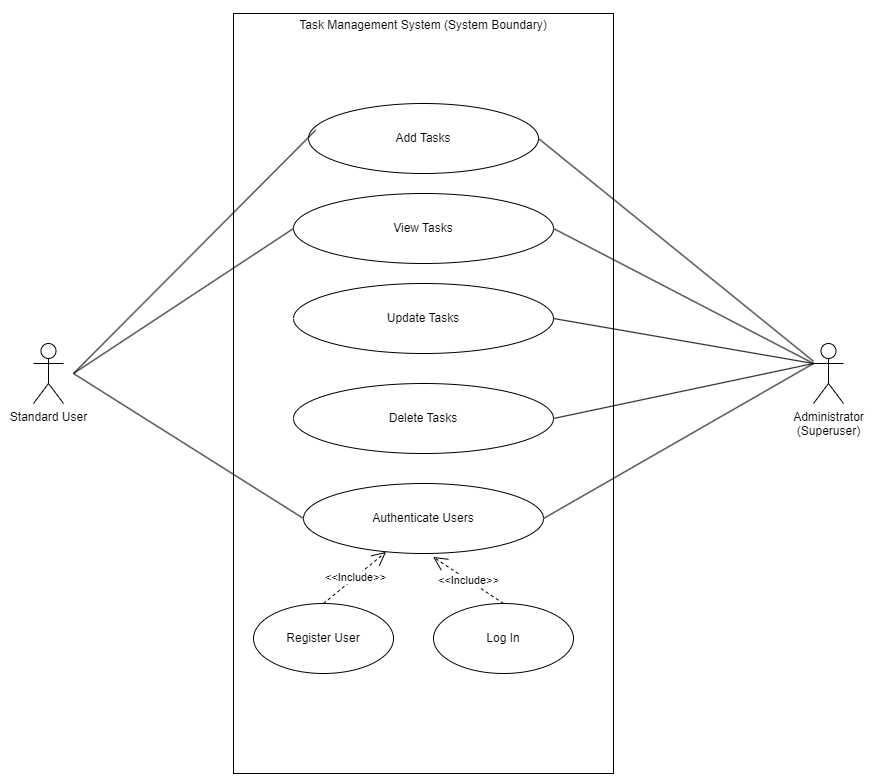 Task Management System (System Boundary)
Add Tasks
View Tasks
Update Tasks
Delete Tasks
Standard User
Administrator
(Superuser)
Authenticate Users
<<Include>>
<<Include>>
Register User
Log In